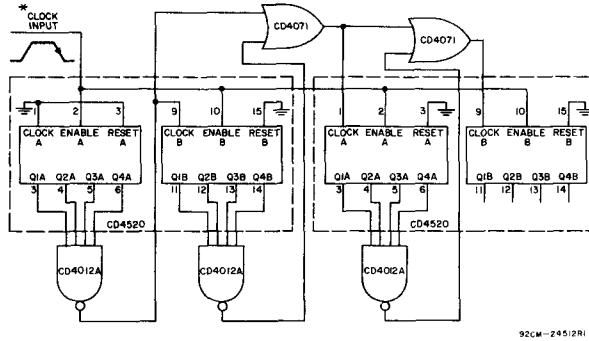 * CLOCK
INPUT
CD4071
CD4071
1 2 3 9 10 15 1 2 3 9 10 15
CLOCK ENABLE RESET CLOCK ENABLE RESET CLOCK ENABLE RESET CLOCK ENABLE RESET
A A A B B B A A A B B B
Q1A Q2A Q3A Q4A Q1B Q2B Q3B Q4B Q1A Q2A Q3A Q4A Q1B Q2B Q3B Q4B
3 4 5 6 11 12 13 14 3 4 5 6 11 12 13 14
CD4520 CD4520
CD4012A CD4012A CD4012A
92CM-24512R1